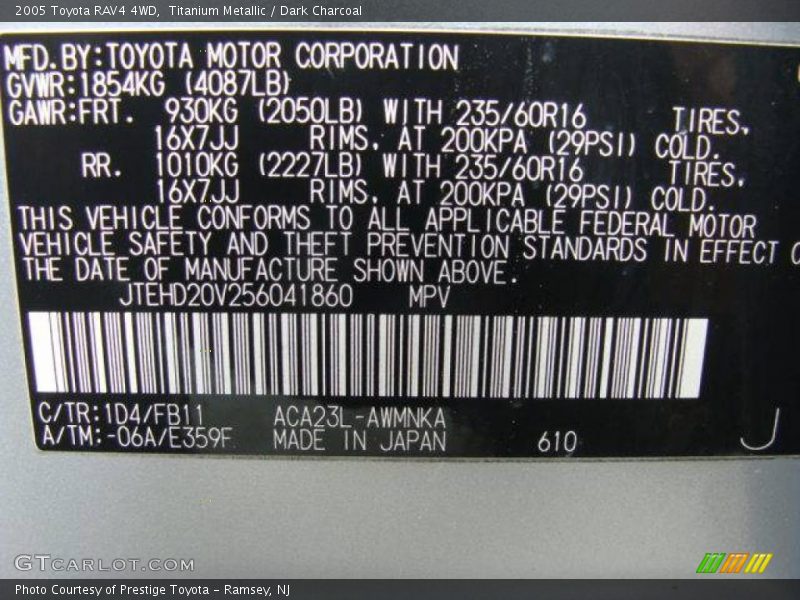 2005 Toyota RAV4 4WD, Titanium Metallic / Dark Charcoal
MFD.BY:TOYOTA MOTOR CORPORATION
GVWR:1854KG (4087LB)
GAWR:FRT. 930KG (2050LB) WITH 235/60R16 TIRES,
16X7JJ RIMS, AT 200KPA (29PSI) COLD.
RR. 1010KG (2227LB) WITH 235/60R16 TIRES,
16X7JJ RIMS, AT 200KPA (29PSI) COLD.
THIS VEHICLE CONFORMS TO ALL APPLICABLE FEDERAL MOTOR
VEHICLE SAFETY AND THEFT PREVENTION STANDARDS IN EFFECT
THE DATE OF MANUFACTURE SHOWN ABOVE.
JTEHD20V256041860 MPV
C/TR:1D4/FB11 ACA23L-AWMNKA
A/TM:-06A/E359F MADE IN JAPAN 610 J
GTCARLOT.COM
Photo Courtesy of Prestige Toyota - Ramsey, NJ